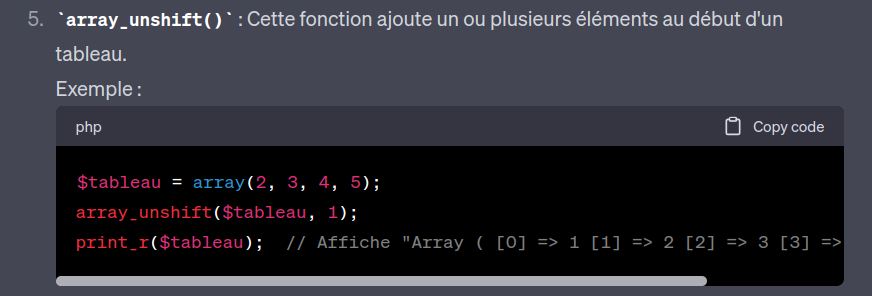 5. `array_unshift()` : Cette fonction ajoute un ou plusieurs éléments au début d'un
tableau.
Exemple :
php Copy code
$tableau = array(2, 3, 4, 5);
array_unshift($tableau, 1);
print_r($tableau);  // Affiche "Array ( [0] => 1 [1] => 2 [2] => 3 [3] =>